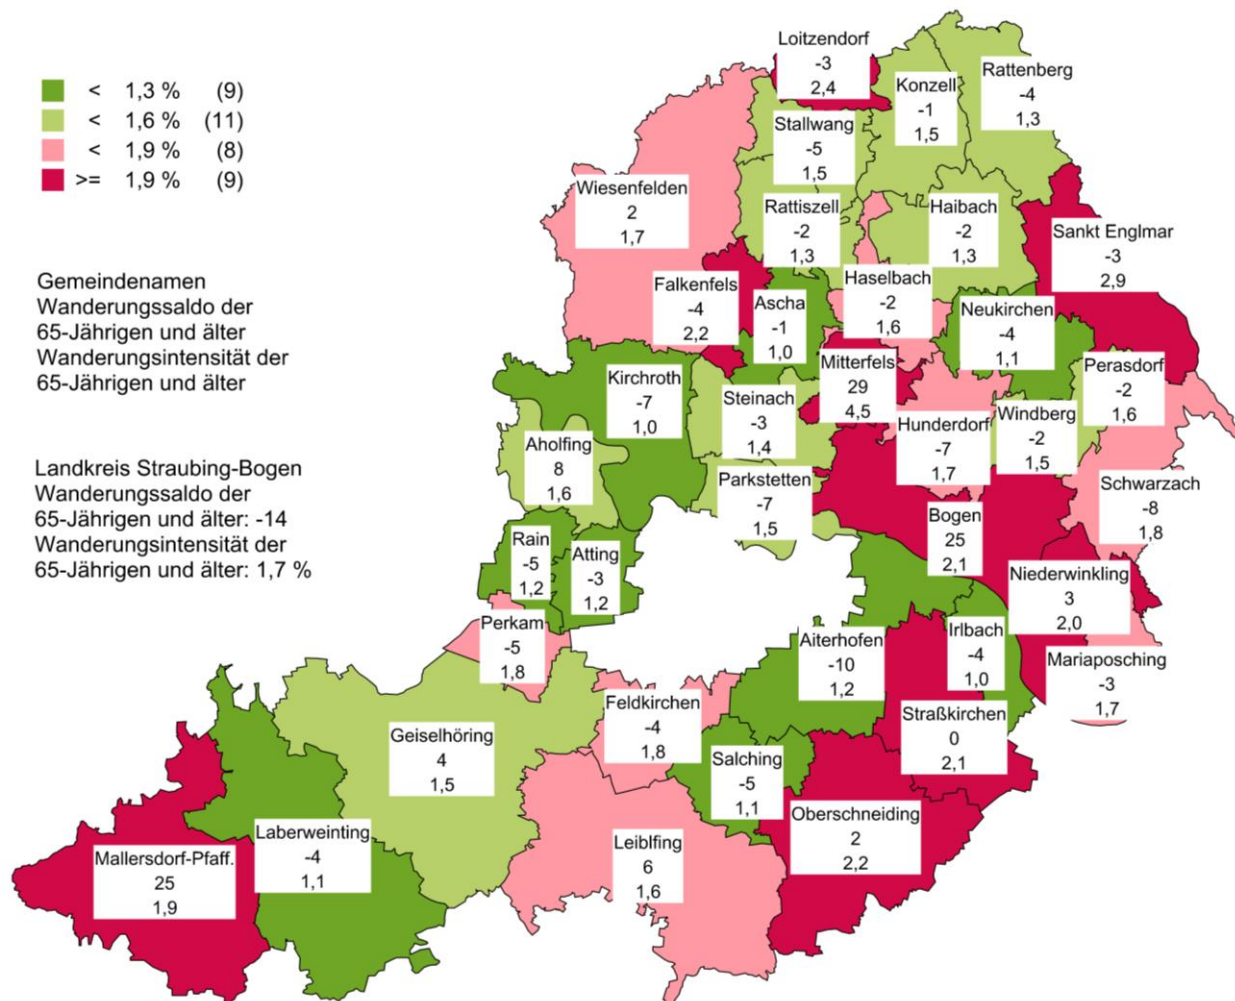 < 1,3 % (9)
< 1,6 % (11)
< 1,9 % (8)
>= 1,9 % (9)
Gemeindenamen
Wanderungssaldo der
65-Jährigen und älter
Wanderungsintensität der
65-Jährigen und älter
Landkreis Straubing-Bogen
Wanderungssaldo der
65-Jährigen und älter: -14
Wanderungsintensität der
65-Jährigen und älter: 1,7 %
Loitzendorf
-3
2,4
Konzell
-1
1,5
Rattenberg
-4
1,3
Stallwang
-5
1,5
Wiesenfelden
2
1,7
Rattiszell
-2
1,3
Haibach
-2
1,3
Sankt Englmar
-3
2,9
Falkenfels
-4
2,2
Ascha
-1
1,0
Haselbach
-2
1,6
Neukirchen
-4
1,1
Kirchroth
-7
1,0
Steinach
-3
1,4
Mitterfels
29
4,5
Hunderdorf
-7
1,7
Windberg
-2
1,5
Perasdorf
-2
1,6
Aholfing
8
1,6
Parkstetten
-7
1,5
Bogen
25
2,1
Schwarzach
-8
1,8
Rain
-5
1,2
Atting
-3
1,2
Niederwinkling
3
2,0
Perkam
-5
1,8
Aiterhofen
-10
1,2
Irlbach
-4
1,0
Mariaposching
-3
1,7
Geiselhöring
4
1,5
Feldkirchen
-4
1,8
Straßkirchen
0
2,1
Salching
-5
1,1
Mallersdorf-Pfaff.
25
1,9
Laberweinting
-4
1,1
Leiblfing
6
1,6
Oberschneiding
2
2,2